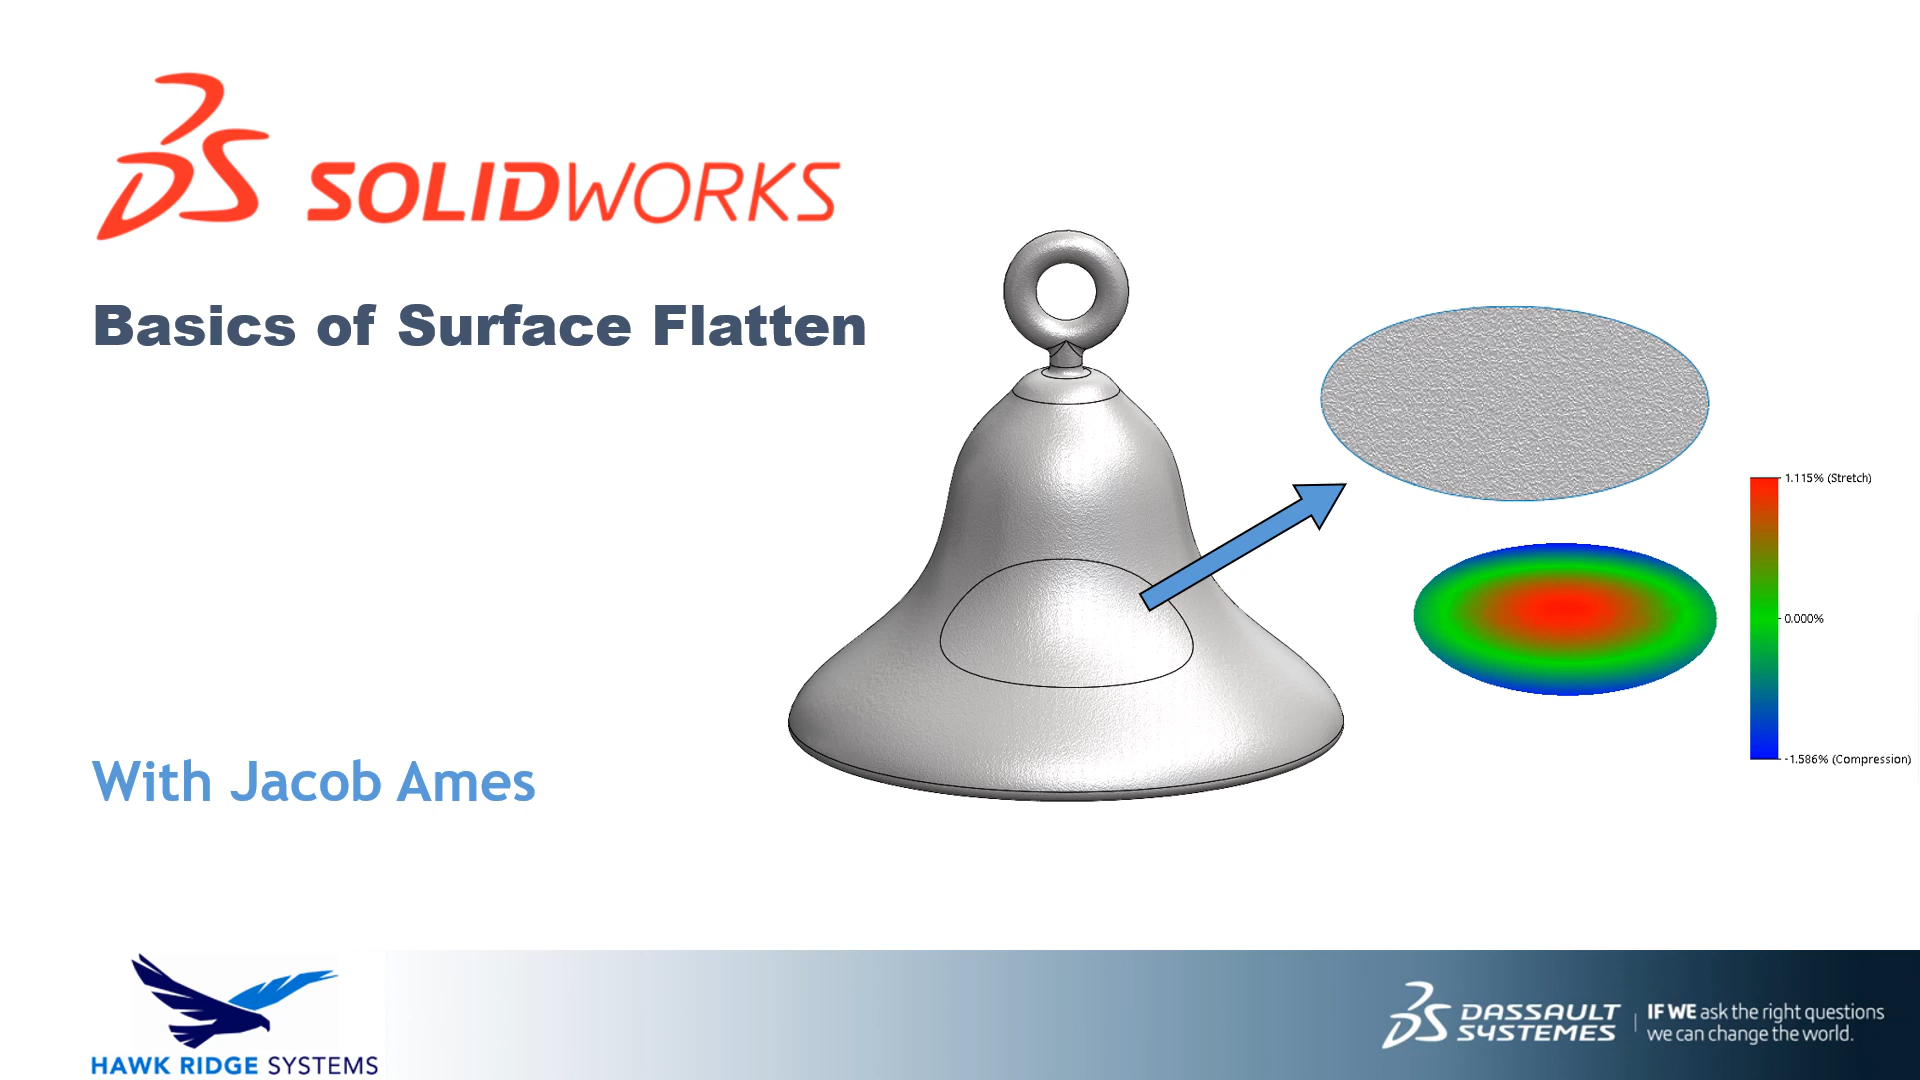 SOLIDWORKS
Basics of Surface Flatten
1.115% (Stretch)
0.000%
-1.586% (Compression)
With Jacob Ames
HAWK RIDGE SYSTEMS
DASSAULT
SYSTEMES
IF WE ask the right questions
we can change the world.